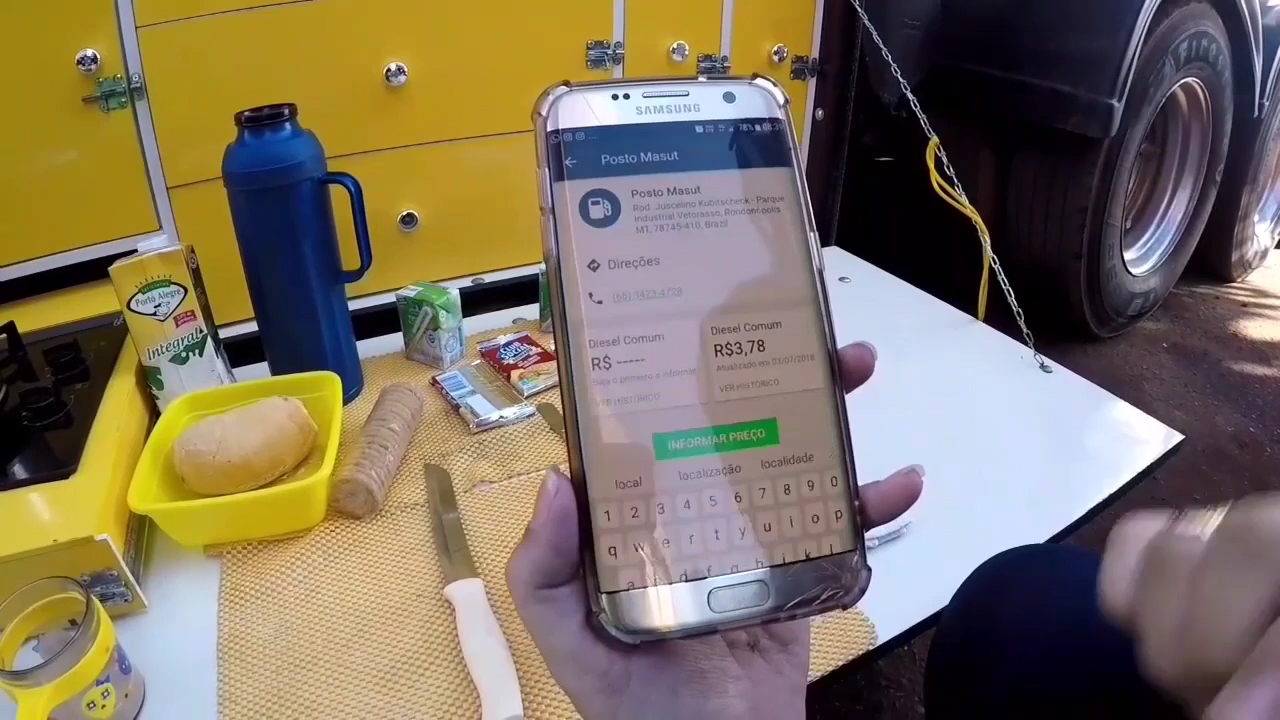 SAMSUNG
78%
Posto Masut
Posto Masut
Rod. Juscelino Kubitscheck - Parque
Industrial Vetorasso, Rondonópolis
MT, 78745-410, Brazil
Direções
(66) 3423-4728
Diesel Comum
R$ -----
Seja o primeiro a informar
VER HISTÓRICO
Diesel Comum
R$3,78
Atualizado em 03/07/2018
VER HISTÓRICO
INFORMAR PREÇO
local localização localidade
1 2 3 4 5 6 7 8 9 0
q w e r t y u i o p
a s d f g h j k l
Porto Alegre
Integral